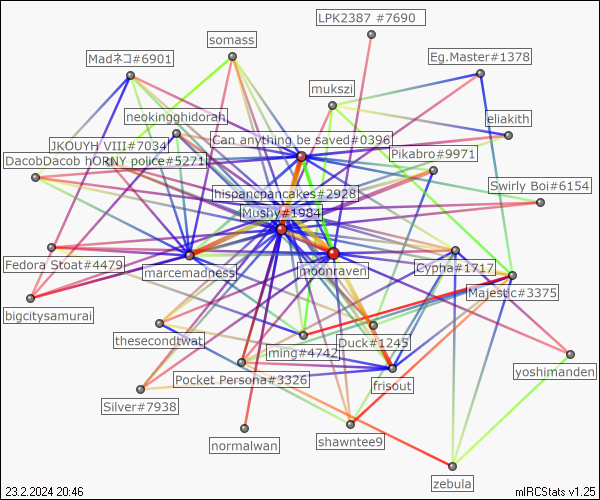 LPK2387 #7690
somass
Madネコ#6901
Eg.Master#1378
mukszi
neokingghidorah
eliakith
Can anything be saved#0396
JKOUYH VIII#7034
Pikabro#9971
DacobDacob hORNY police#5271
Swirly Boi#6154
hispancpancakes#2928
Mushy#1984
Fedora Stoat#4479
marcemadness
moonraven
Cypha#1717
Majestic#3375
bigcitysamurai
thesecondtwat
ming#4742
Duck#1245
yoshimanden
Pocket Persona#3326
frisout
Silver#7938
normalwan
shawntee9
zebula
23.2.2024 20:46
mIRCStats v1.25